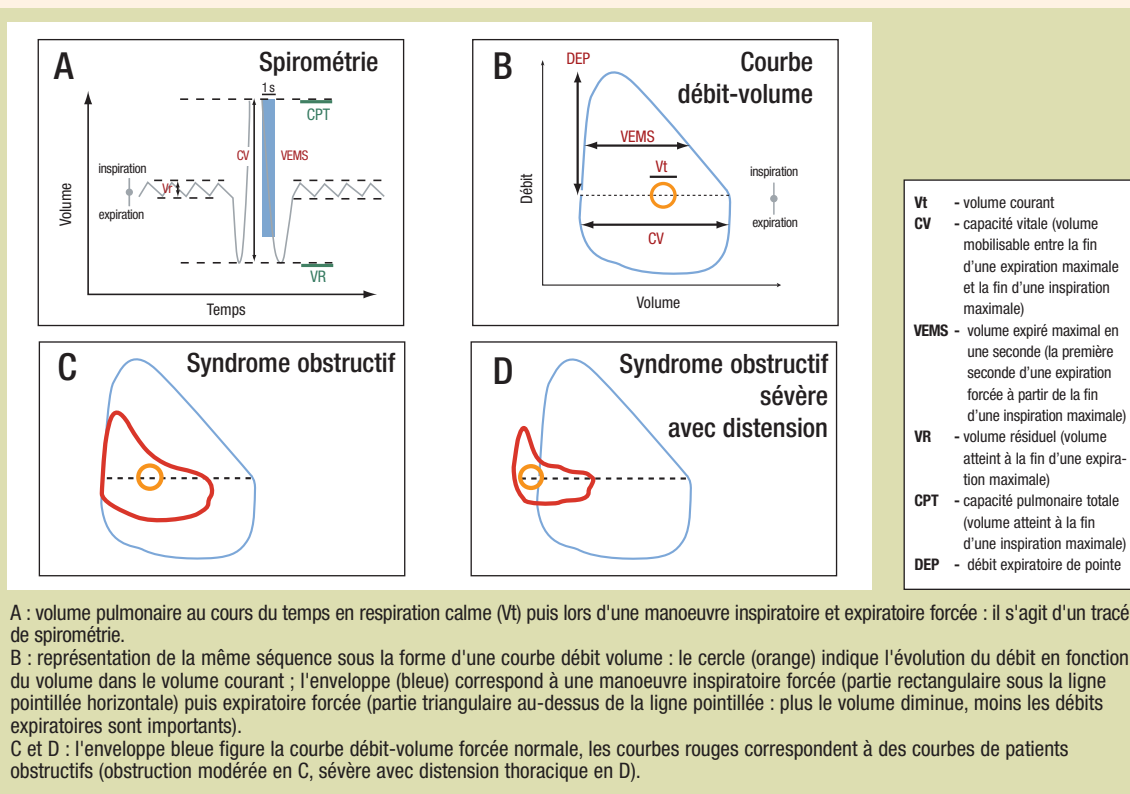 A
Spirométrie
1s
CPT
CV
VEMS
inspiration
Vt
expiration
Volume
VR
Temps
B
Courbe
débit-volume
DEP
VEMS
Vt
Débit
CV
inspiration
expiration
Volume
C
Syndrome obstructif
D
Syndrome obstructif
sévère
avec distension
Vt - volume courant
CV - capacité vitale (volume
mobilisable entre la fin
d'une expiration maximale
et la fin d'une inspiration
maximale)
VEMS - volume expiré maximal en
une seconde (la première
seconde d'une expiration
forcée à partir de la fin
d'une inspiration maximale)
VR - volume résiduel (volume
atteint à la fin d'une expira-
tion maximale)
CPT - capacité pulmonaire totale
(volume atteint à la fin
d'une inspiration maximale)
DEP - débit expiratoire de pointe
A : volume pulmonaire au cours du temps en respiration calme (Vt) puis lors d'une manoeuvre inspiratoire et expiratoire forcée : il s'agit d'un tracé
de spirométrie.
B : représentation de la même séquence sous la forme d'une courbe débit volume : le cercle (orange) indique l'évolution du débit en fonction
du volume dans le volume courant ; l'enveloppe (bleue) correspond à une manoeuvre inspiratoire forcée (partie rectangulaire sous la ligne
pointillée horizontale) puis expiratoire forcée (partie triangulaire au-dessus de la ligne pointillée : plus le volume diminue, moins les débits
expiratoires sont importants).
C et D : l'enveloppe bleue figure la courbe débit-volume forcée normale, les courbes rouges correspondent à des courbes de patients
obstructifs (obstruction modérée en C, sévère avec distension thoracique en D).